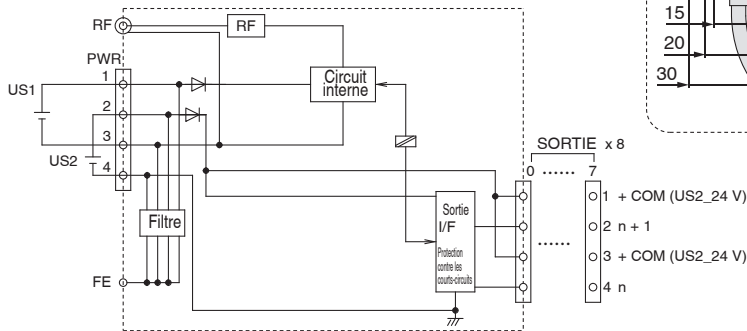 RF
RF
PWR
1
US1
2
3
US2
4
Circuit
interne
Filtre
FE
Sortie
I/F
Protection
contre les
courts-circuits
SORTIE x 8
0 ...... 7
......
1 + COM (US2_24 V)
2 n + 1
3 + COM (US2_24 V)
4 n
15
20
30